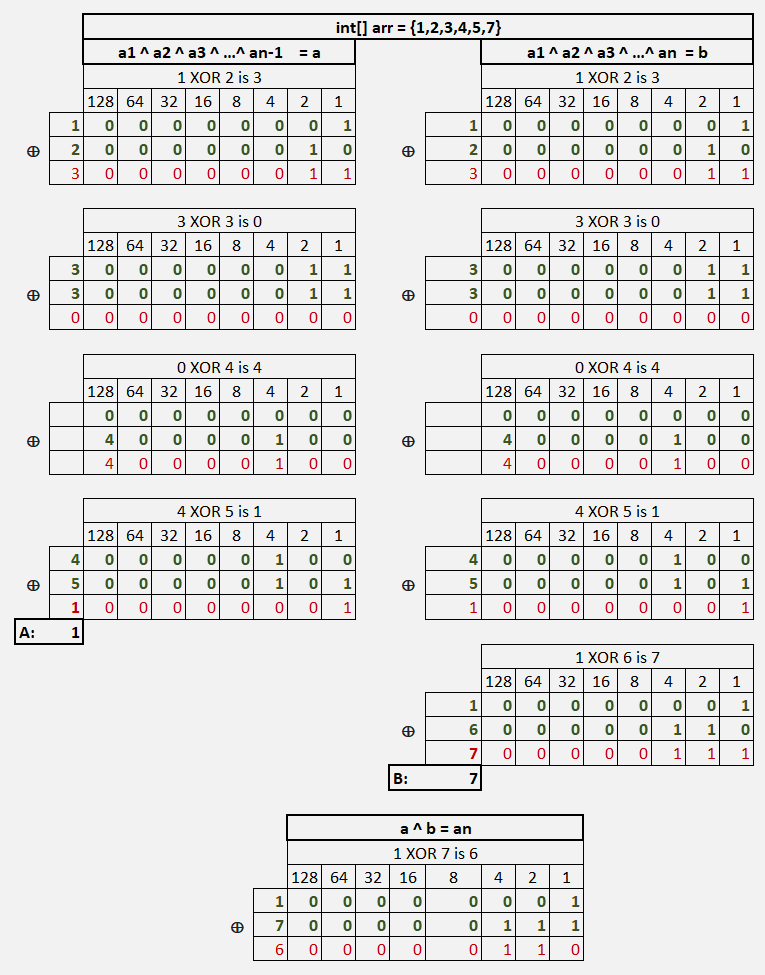 int[] arr = {1,2,3,4,5,7}
a1 ^ a2 ^ a3 ^ ...^ an-1 = a
a1 ^ a2 ^ a3 ^ ...^ an = b
1 XOR 2 is 3
128 64 32 16 8 4 2 1
1 0 0 0 0 0 0 0 1
⊕ 2 0 0 0 0 0 0 1 0
3 0 0 0 0 0 0 1 1
1 XOR 2 is 3
128 64 32 16 8 4 2 1
1 0 0 0 0 0 0 0 1
⊕ 2 0 0 0 0 0 0 1 0
3 0 0 0 0 0 0 1 1
3 XOR 3 is 0
128 64 32 16 8 4 2 1
3 0 0 0 0 0 0 1 1
⊕ 3 0 0 0 0 0 0 1 1
0 0 0 0 0 0 0 0 0
3 XOR 3 is 0
128 64 32 16 8 4 2 1
3 0 0 0 0 0 0 1 1
⊕ 3 0 0 0 0 0 0 1 1
0 0 0 0 0 0 0 0 0
0 XOR 4 is 4
128 64 32 16 8 4 2 1
0 0 0 0 0 0 0 0
⊕ 4 0 0 0 0 1 0 0
4 0 0 0 0 1 0 0
0 XOR 4 is 4
128 64 32 16 8 4 2 1
0 0 0 0 0 0 0 0
⊕ 4 0 0 0 0 1 0 0
4 0 0 0 0 1 0 0
4 XOR 5 is 1
128 64 32 16 8 4 2 1
4 0 0 0 0 0 1 0 0
⊕ 5 0 0 0 0 0 1 0 1
1 0 0 0 0 0 0 0 1
A: 1
4 XOR 5 is 1
128 64 32 16 8 4 2 1
4 0 0 0 0 0 1 0 0
⊕ 5 0 0 0 0 0 1 0 1
1 0 0 0 0 0 0 0 1
1 XOR 6 is 7
128 64 32 16 8 4 2 1
1 0 0 0 0 0 0 0 1
⊕ 6 0 0 0 0 0 1 1 0
7 0 0 0 0 0 1 1 1
B: 7
a ^ b = an
1 XOR 7 is 6
128 64 32 16 8 4 2 1
1 0 0 0 0 0 0 0 1
⊕ 7 0 0 0 0 0 1 1 1
6 0 0 0 0 0 1 1 0